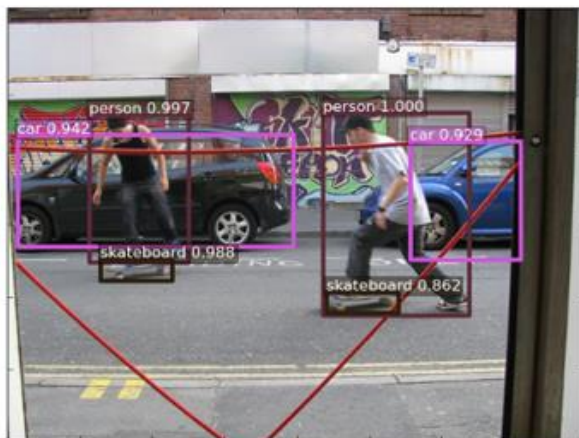 person 0.997
person 1.000
car 0.942
car 0.929
skateboard 0.988
skateboard 0.862